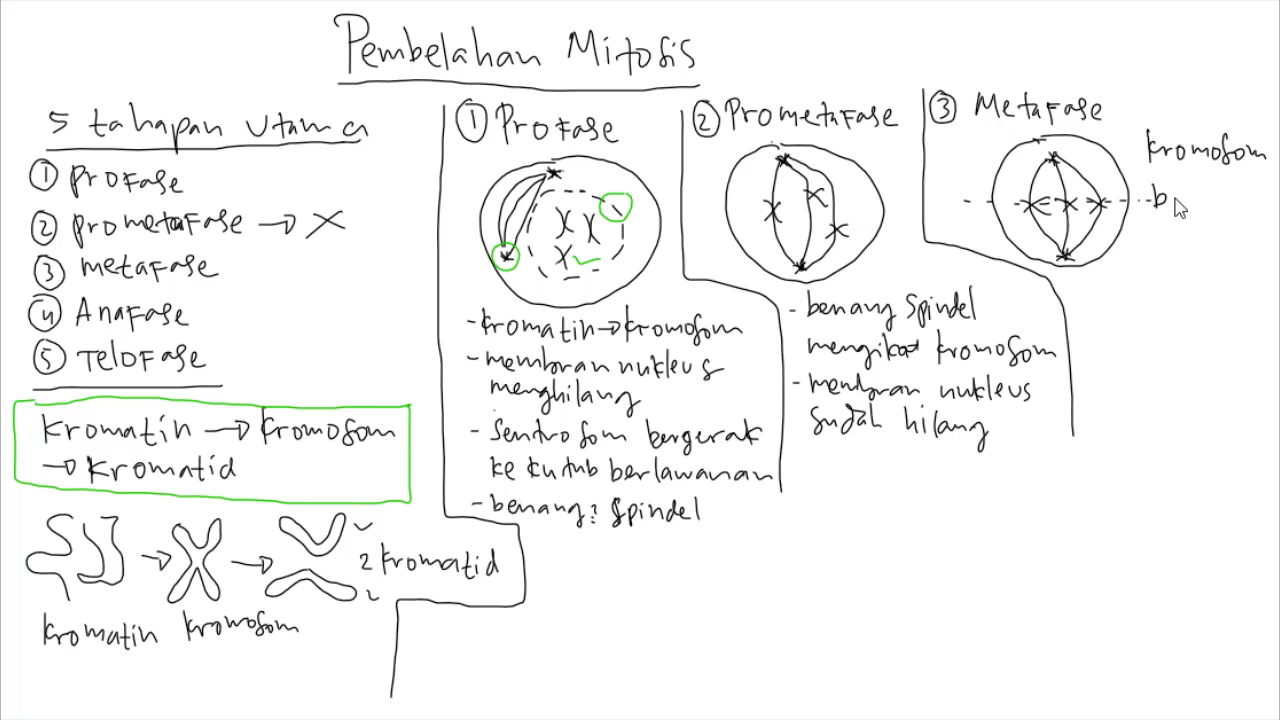 Pembelahan Mitosis
5 tahapan utama
① Profase
② Prometafase → X
③ Metafase
④ Anafase
⑤ Telofase
Kromatin → Kromosom
→ Kromatid
2 Kromatid
Kromatin Kromosom
① Profase
- Kromatin → Kromosom
- membran nukleus
menghilang
- Sentrosom bergerak
ke kutub berlawanan
- benang2 Spindel
② Prometafase
- benang Spindel
mengikat kromosom
- membran nukleus
sudah hilang
③ Metafase
Kromosom
b